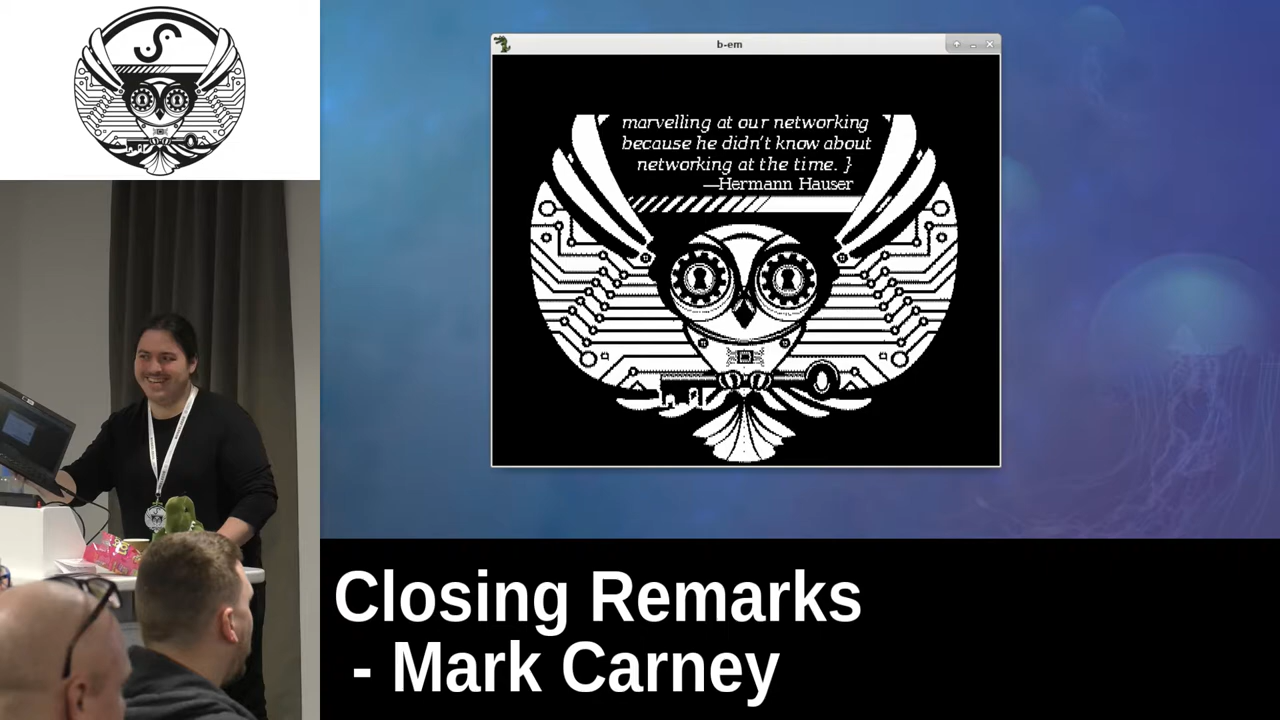 b-em
marvelling at our networking
because he didn't know about
networking at the time. }
—Hermann Hauser
Closing Remarks
- Mark Carney